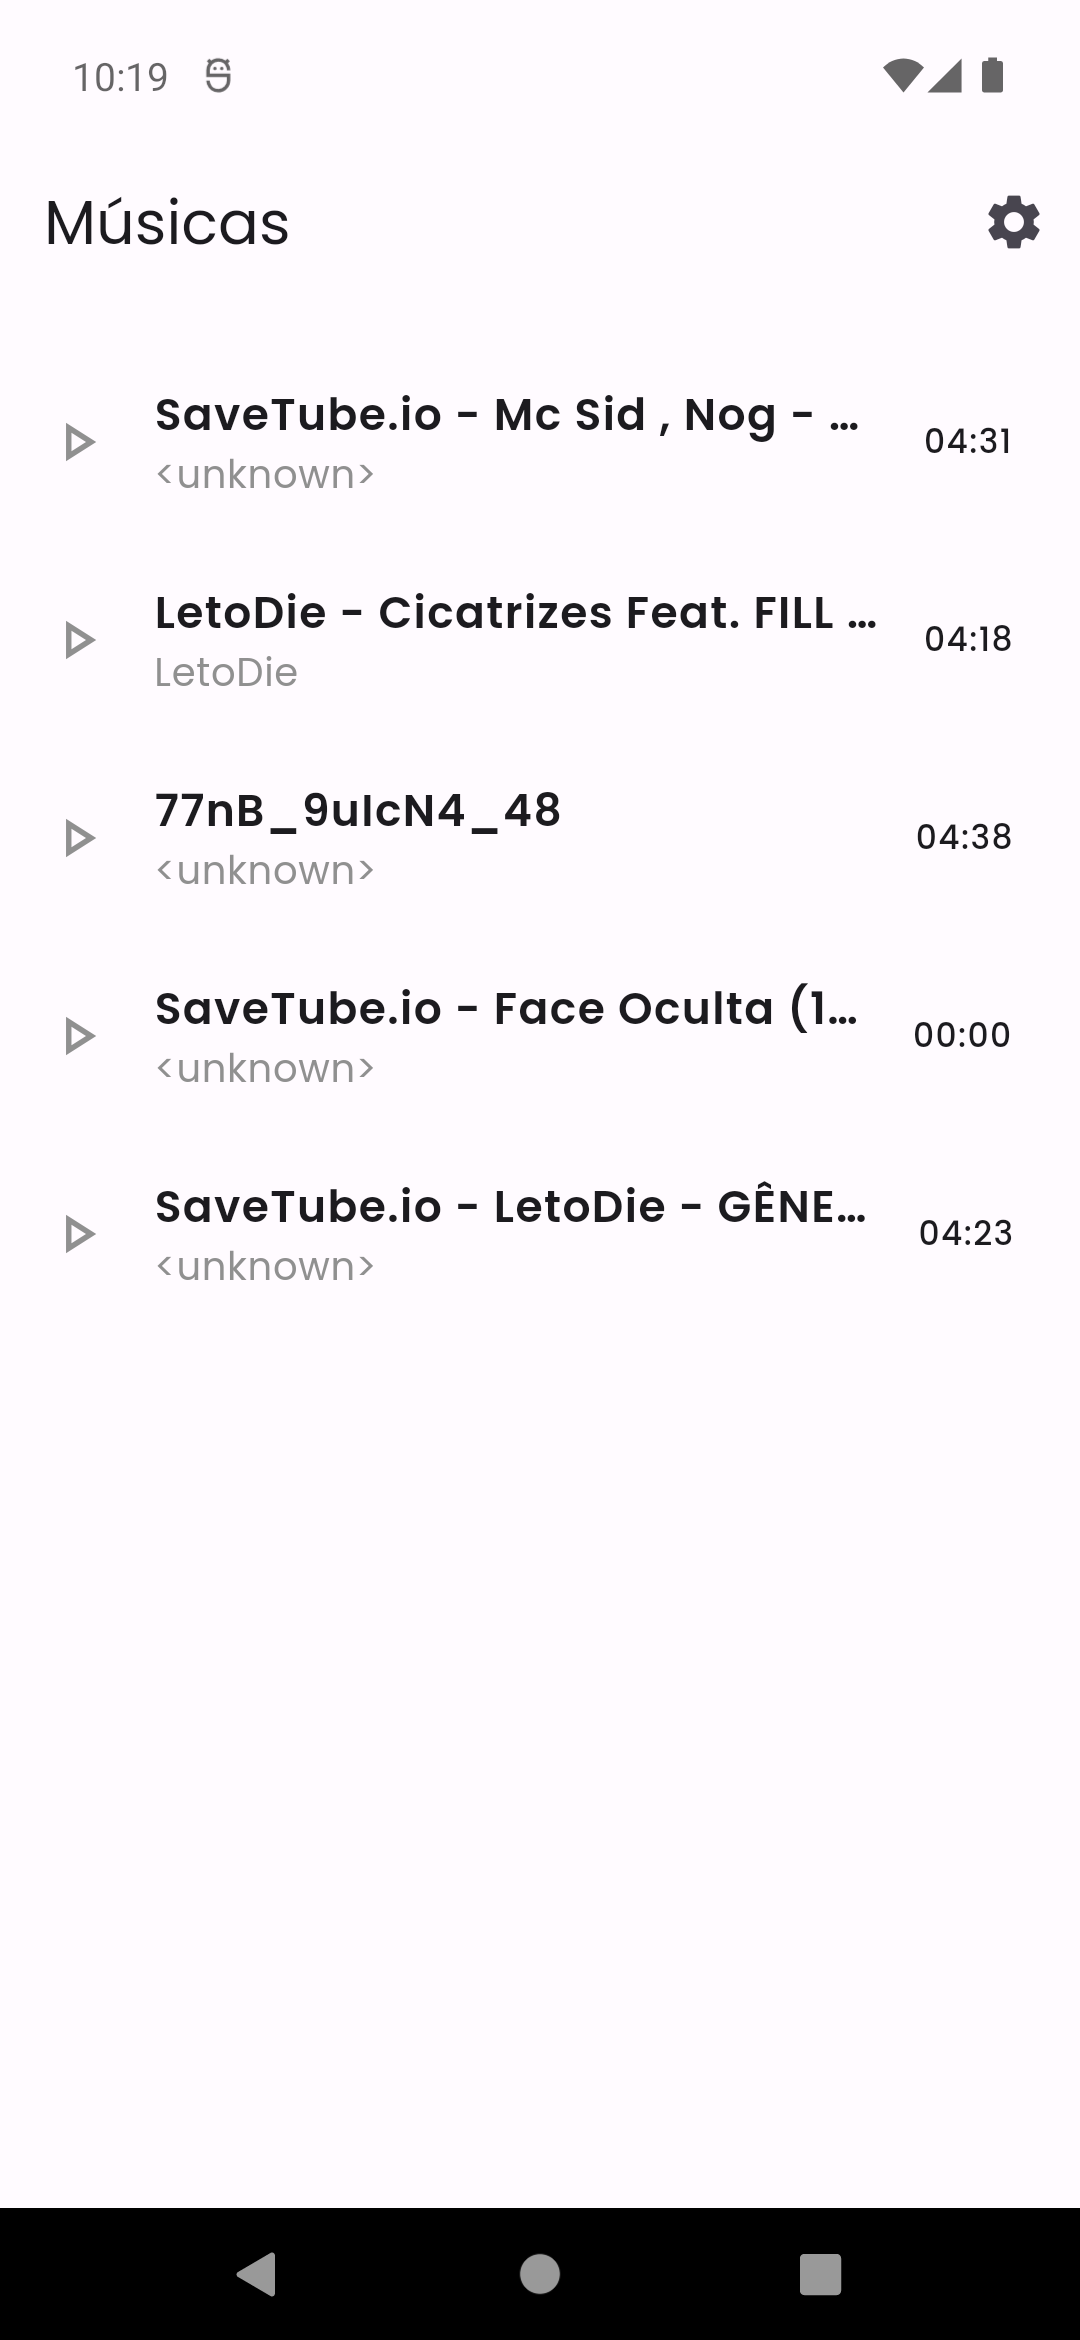 10:19
Músicas
SaveTube.io - Mc Sid , Nog - ...
<unknown>
04:31
LetoDie - Cicatrizes Feat. FILL ...
LetoDie
04:18
77nB_9uIcN4_48
<unknown>
04:38
SaveTube.io - Face Oculta (1...
<unknown>
00:00
SaveTube.io - LetoDie - GÊNE...
<unknown>
04:23